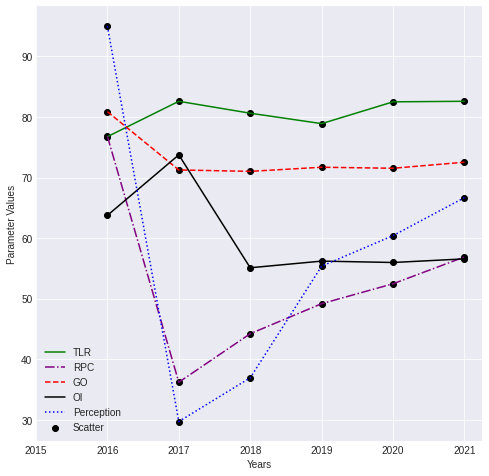 90
80
70
60
50
40
30
Parameter Values
TLR
RPC
GO
OI
Perception
Scatter
2015 2016 2017 2018 2019 2020 2021
Years